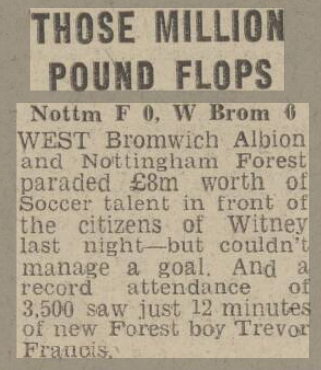 THOSE MILLION
POUND FLOPS
Nottm F 0, W Brom 0
WEST Bromwich Albion
and Nottingham Forest
paraded £8m worth of
Soccer talent in front of
the citizens of Witney
last night—but couldn't
manage a goal. And a
record attendance of
3,500 saw just 12 minutes
of new Forest boy Trevor
Francis.